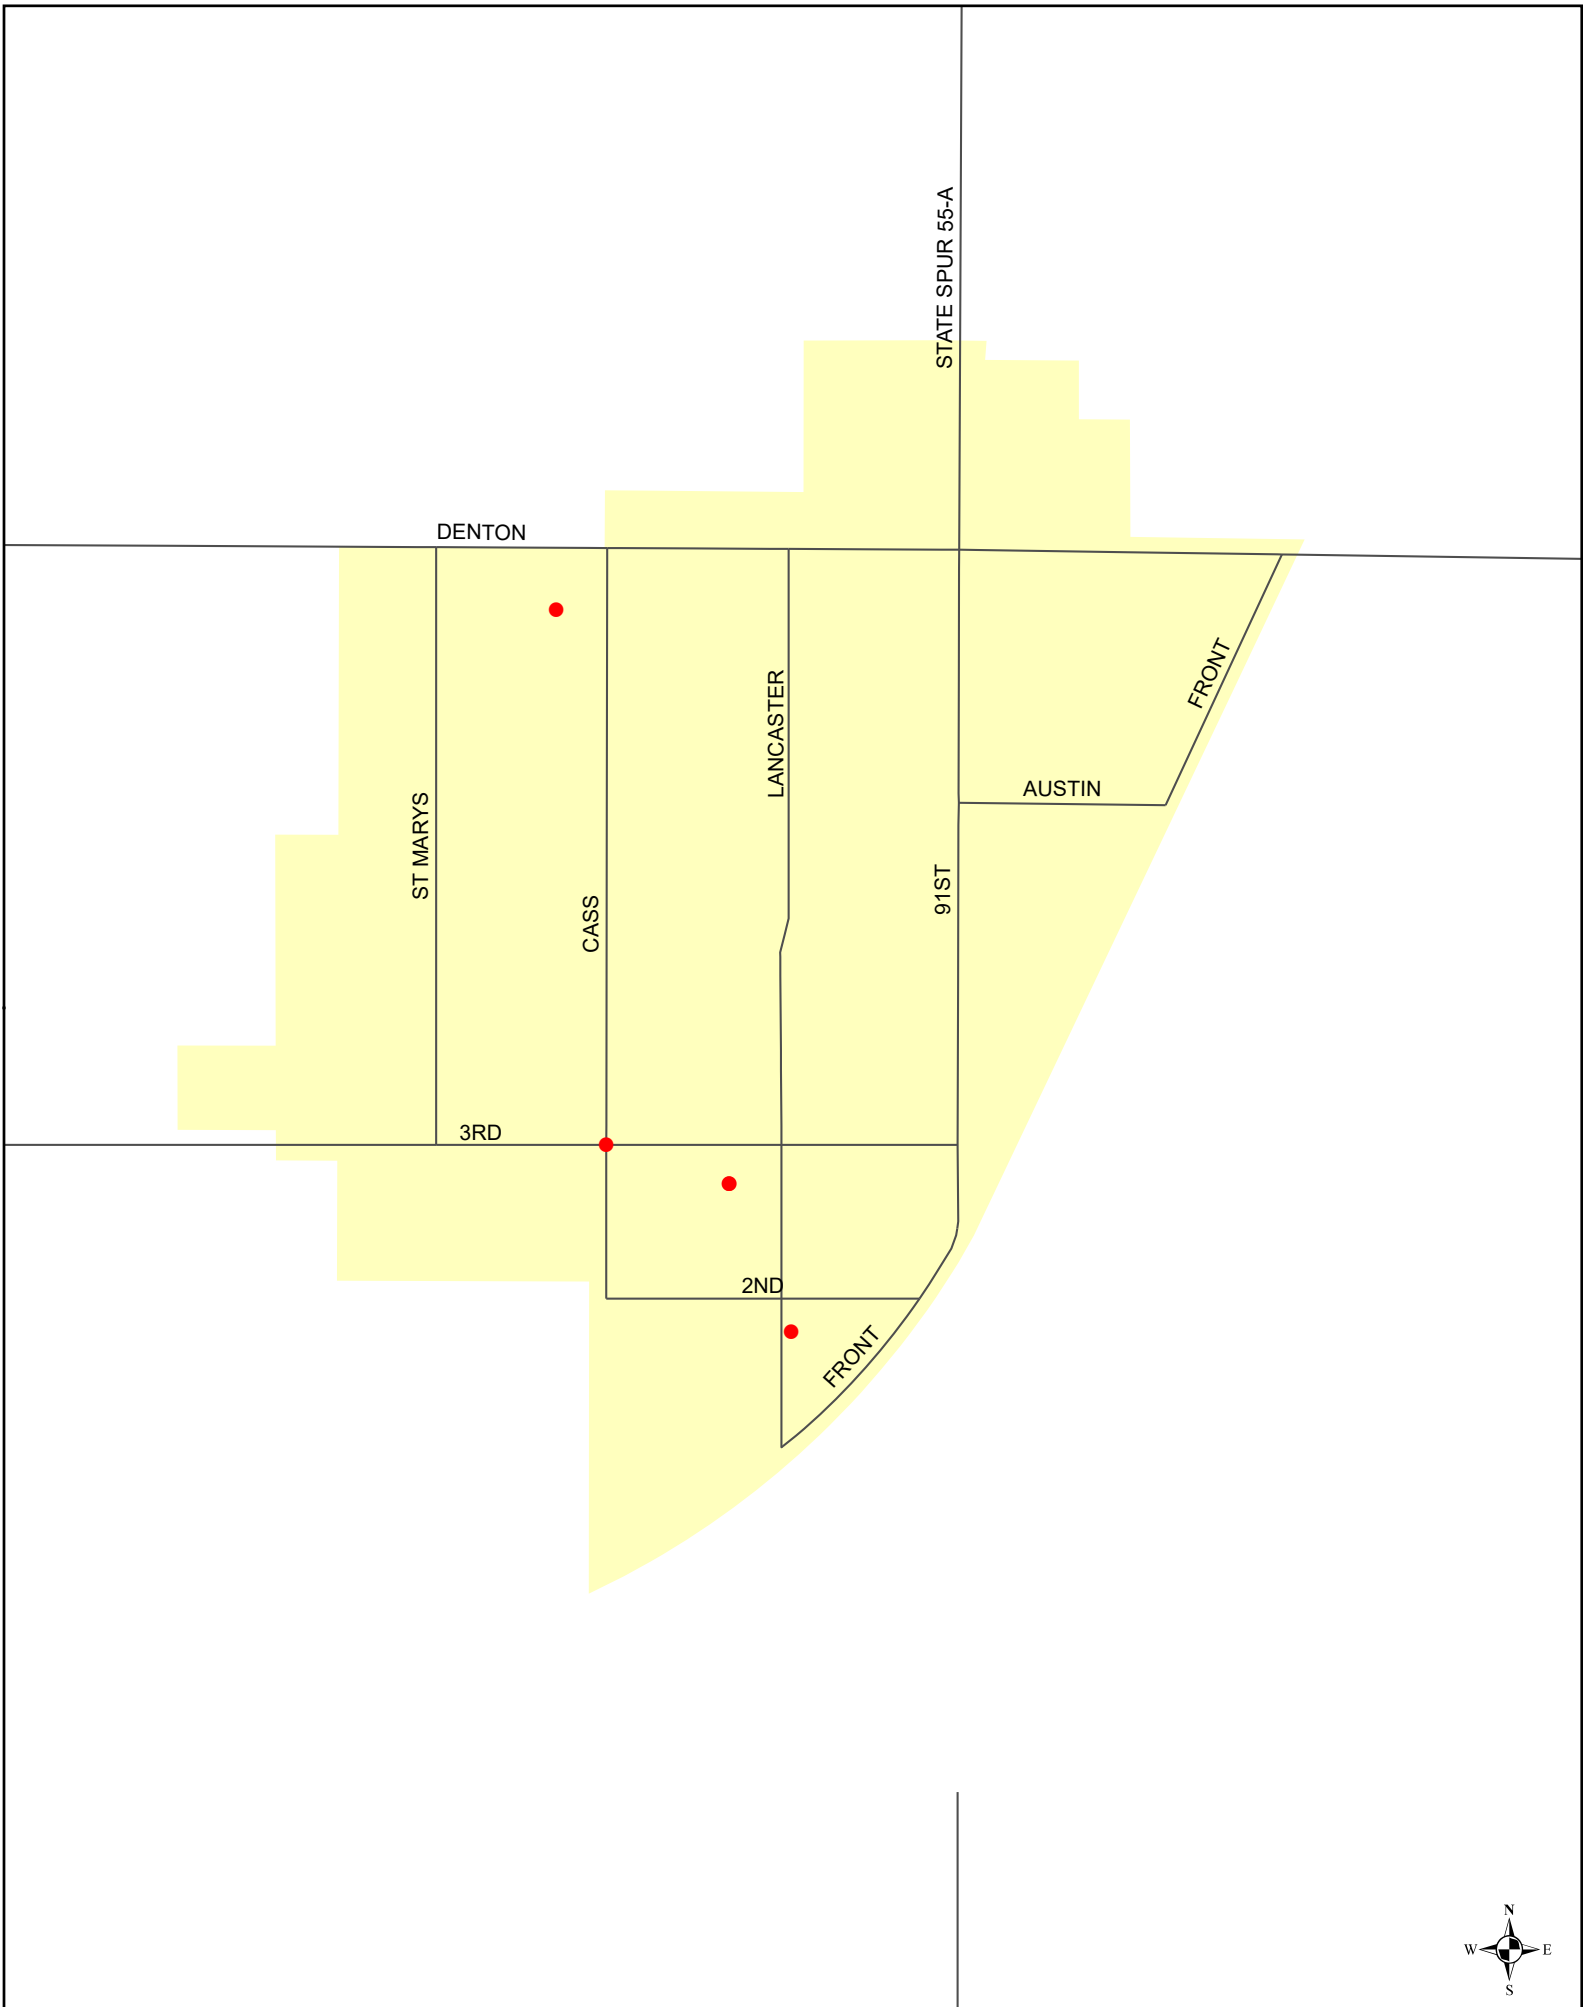 STATE SPUR 55-A
DENTON
FRONT
LANCASTER
AUSTIN
ST MARYS
91ST
CASS
3RD
2ND
FRONT
N
W E
S